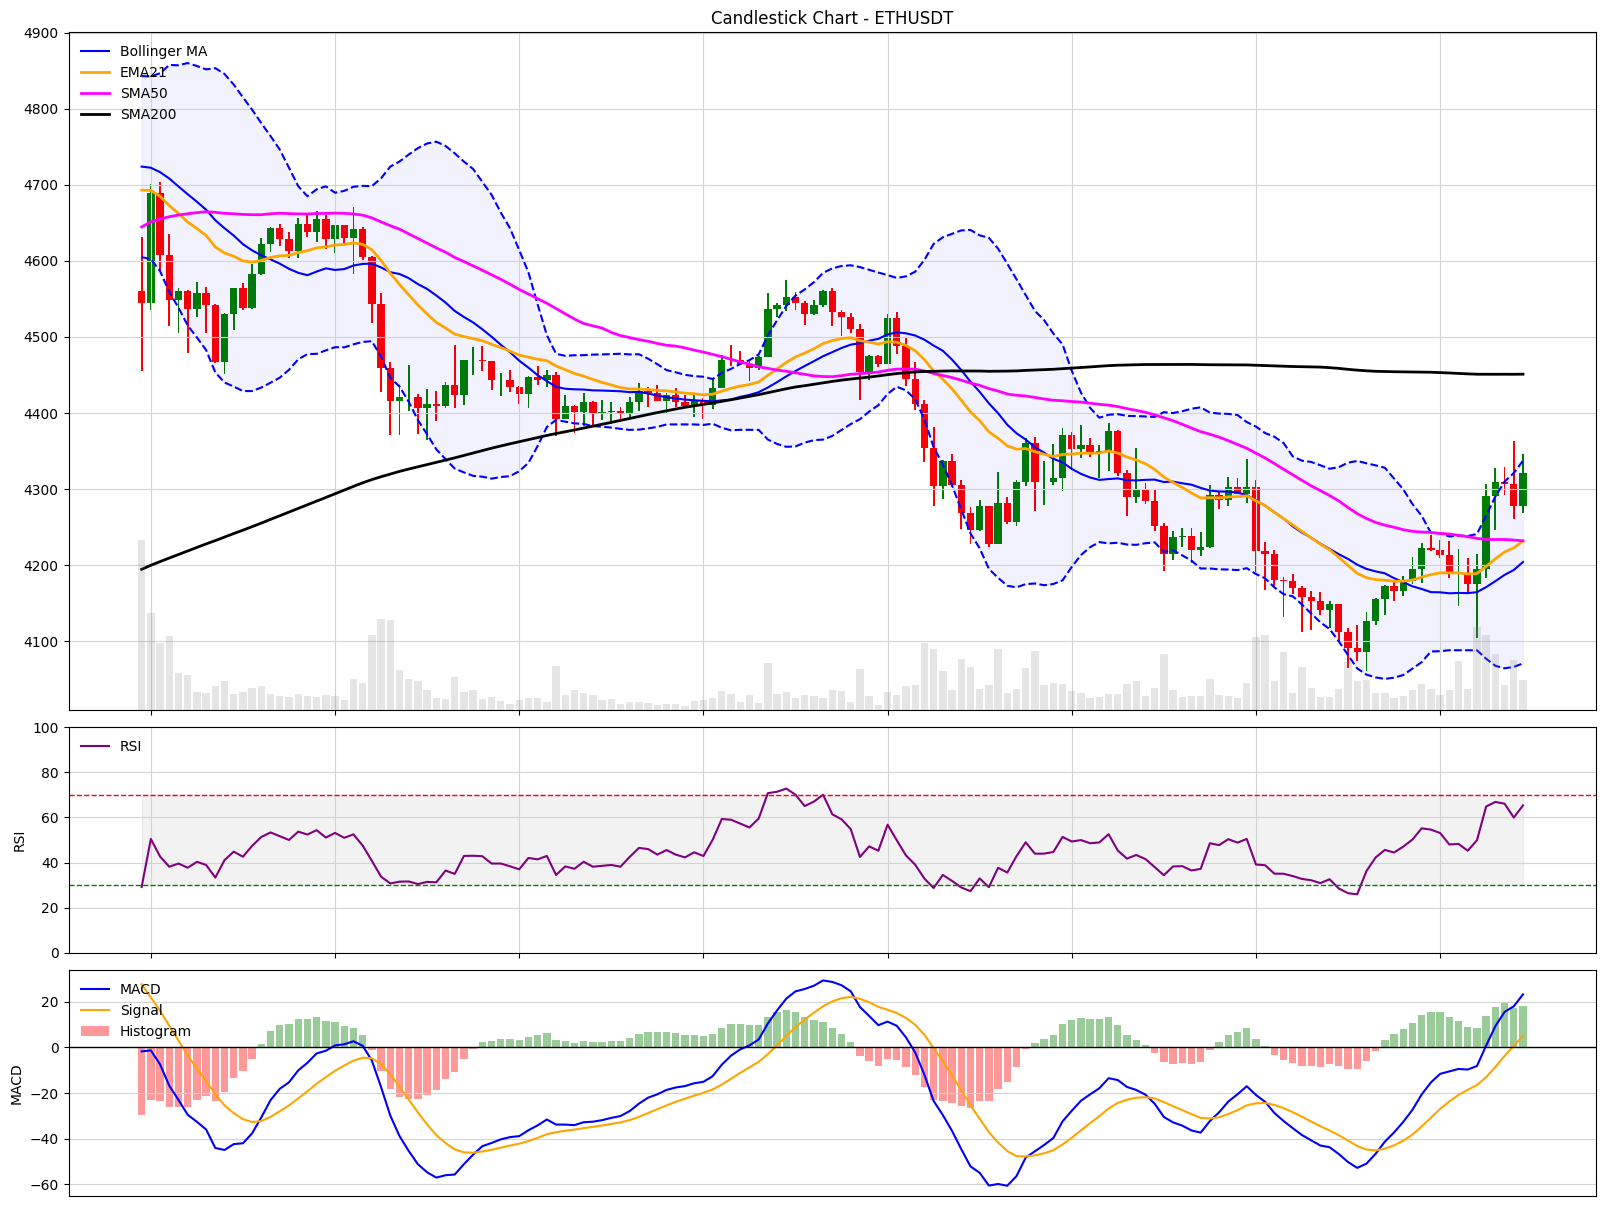 Candlestick Chart - ETHUSDT
4900
4800
4700
4600
4500
4400
4300
4200
4100
Bollinger MA
EMA21
SMA50
SMA200
100
80
60
40
20
0
RSI
RSI
20
0
−20
−40
−60
MACD
MACD
Signal
Histogram